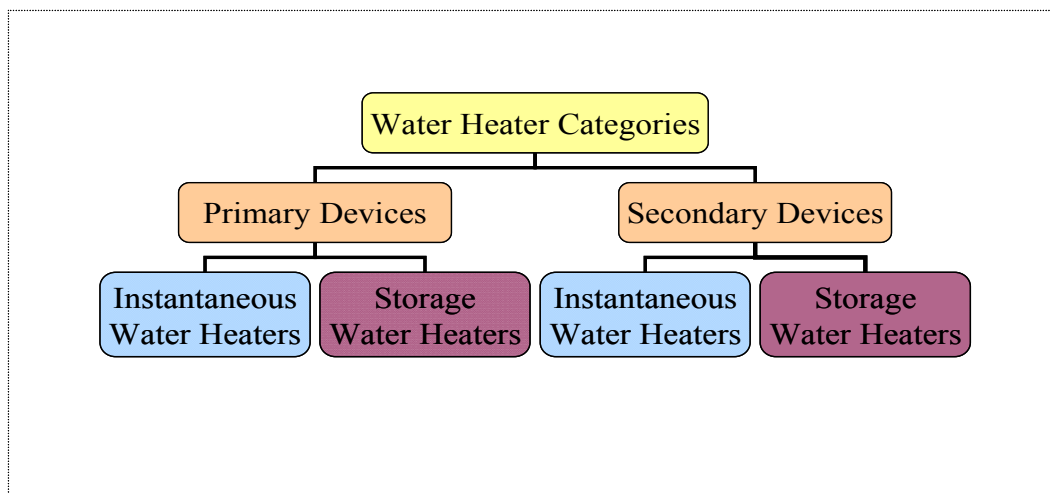 Water Heater Categories
Primary Devices
Secondary Devices
Instantaneous
Water Heaters
Storage
Water Heaters
Instantaneous
Water Heaters
Storage
Water Heaters